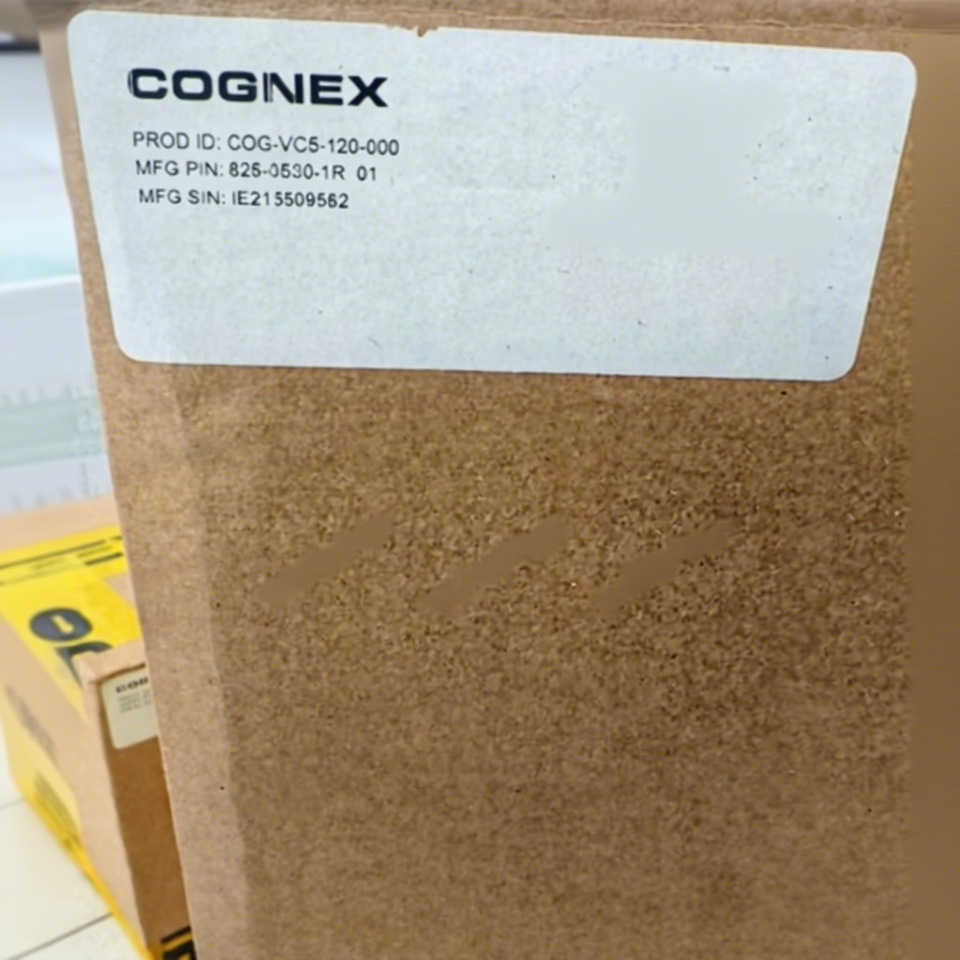 COGNEX
PROD ID: COG-VC5-120-000
MFG PIN: 825-0530-1R 01
MFG SIN: IE215509562